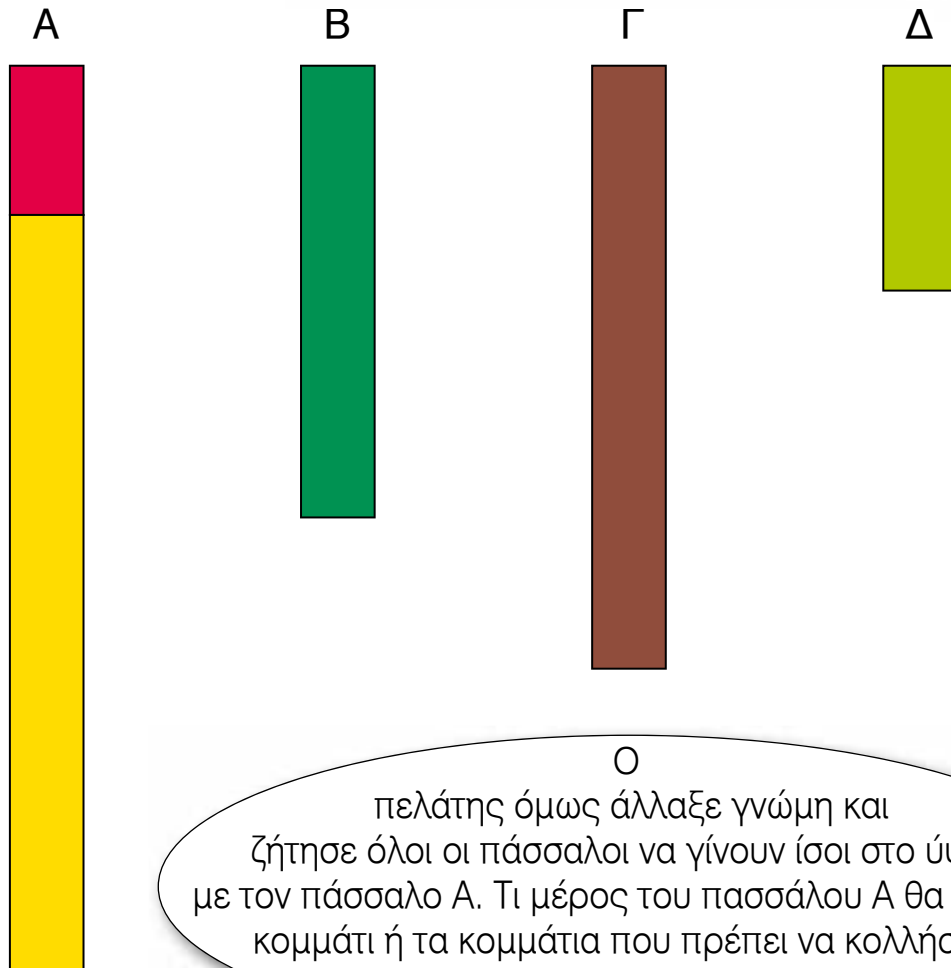 Α Β Γ Δ
Ο
πελάτης όμως άλλαξε γνώμη και
ζήτησε όλοι οι πάσσαλοι να γίνουν ίσοι στο
με τον πάσσαλο Α. Τι μέρος του πασσάλου Α θα
κομμάτι ή τα κομμάτια που πρέπει να